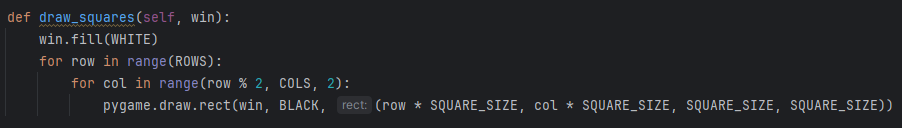 def draw_squares(self, win):
    win.fill(WHITE)
    for row in range(ROWS):
        for col in range(row % 2, COLS, 2):
            pygame.draw.rect(win, BLACK, rect: (row * SQUARE_SIZE, col * SQUARE_SIZE, SQUARE_SIZE, SQUARE_SIZE))